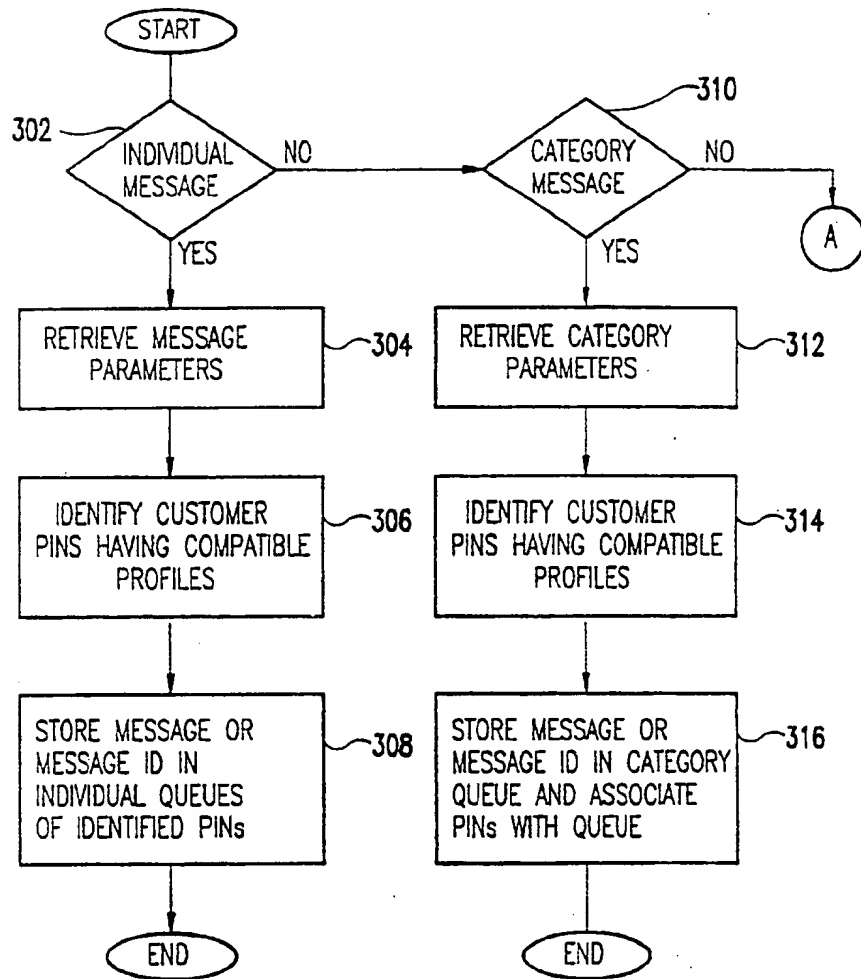 START
302
INDIVIDUAL
MESSAGE
NO
YES
310
CATEGORY
MESSAGE
NO
YES
A
RETRIEVE MESSAGE
PARAMETERS
304
RETRIEVE CATEGORY
PARAMETERS
312
IDENTIFY CUSTOMER
PINS HAVING COMPATIBLE
PROFILES
306
IDENTIFY CUSTOMER
PINS HAVING COMPATIBLE
PROFILES
314
STORE MESSAGE OR
MESSAGE ID IN
INDIVIDUAL QUEUES
OF IDENTIFIED PINs
308
STORE MESSAGE OR
MESSAGE ID IN CATEGORY
QUEUE AND ASSOCIATE
PINs WITH QUEUE
316
END
END